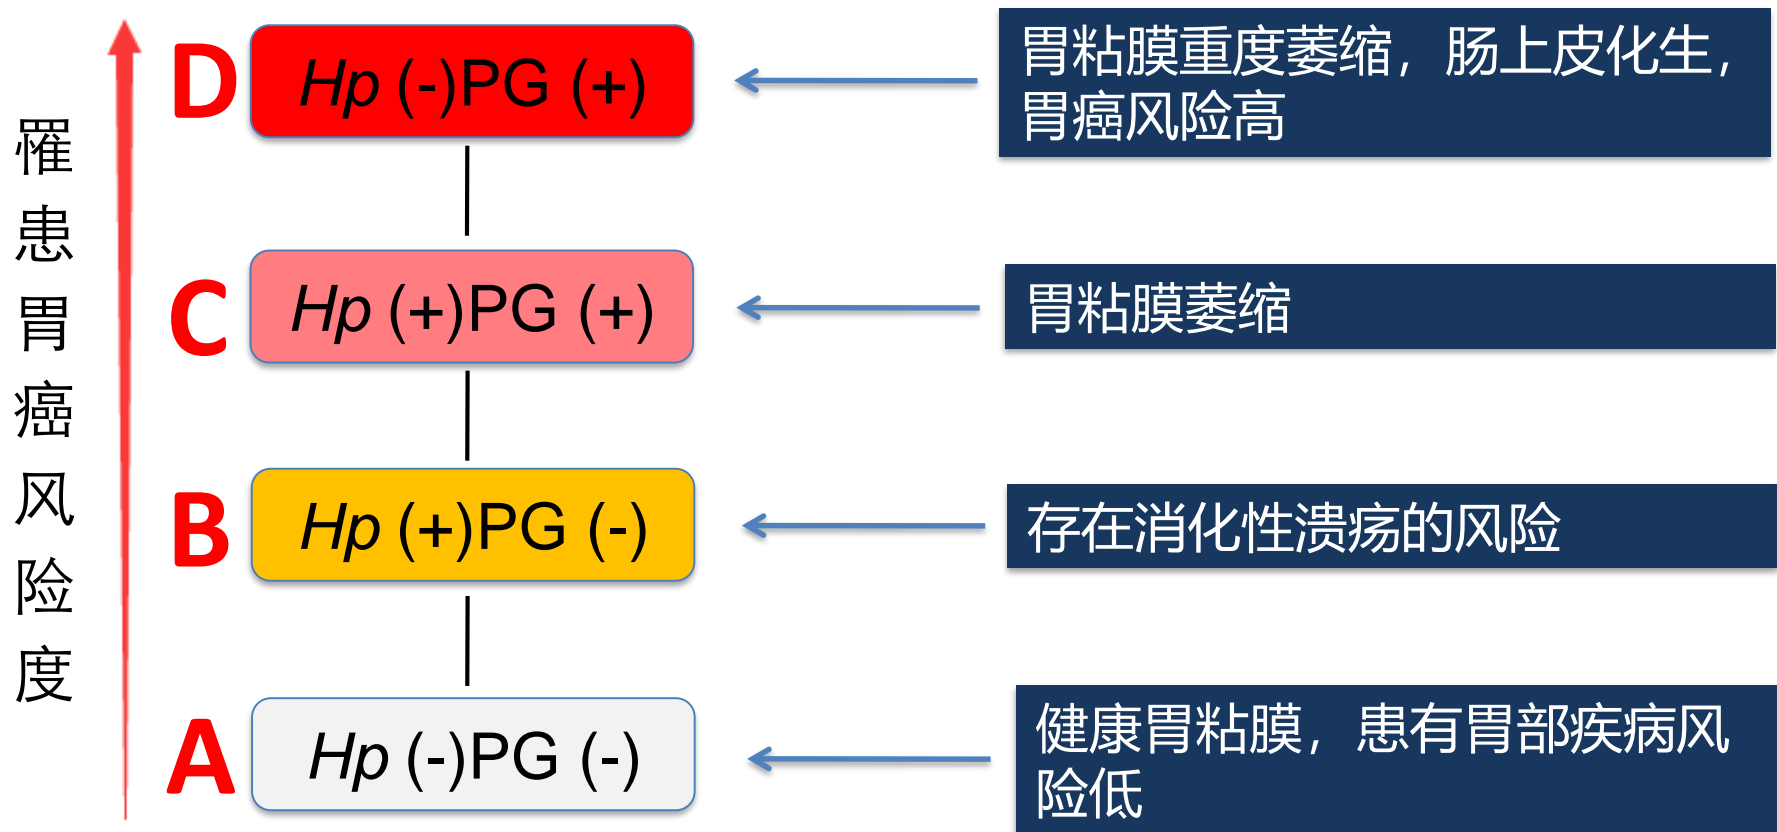 罹患胃癌风险度
D
Hp (-)PG (+)
胃粘膜重度萎缩，肠上皮化生，
胃癌风险高
C
Hp (+)PG (+)
胃粘膜萎缩
B
Hp (+)PG (-)
存在消化性溃疡的风险
A
Hp (-)PG (-)
健康胃粘膜，患有胃部疾病风
险低